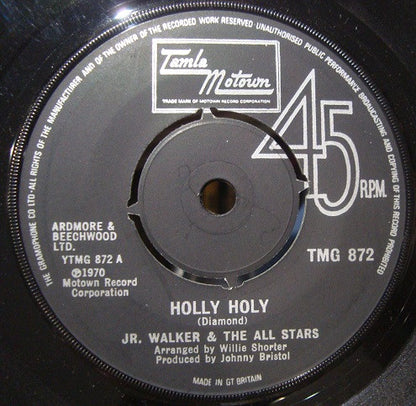 THE GRAMOPHONE CO LTD·ALL RIGHTS OF THE MANUFACTURER AND OF THE OWNER OF THE RECORDED WORK RESERVED·UNAUTHORISED PUBLIC PERFORMANCE BROADCASTING AND COPYING OF THIS RECORD PROHIBITED
Tamla
Motown
TRADE MARK OF MOTOWN RECORD CORPORATION
45
R.P.M.
ARDMORE &
BEECHWOOD
LTD.
YTMG 872 A
℗1970
Motown Record
Corporation
TMG 872
HOLLY HOLY
(Diamond)
JR. WALKER & THE ALL STARS
Arranged by Willie Shorter
Produced by Johnny Bristol
MADE IN GT BRITAIN